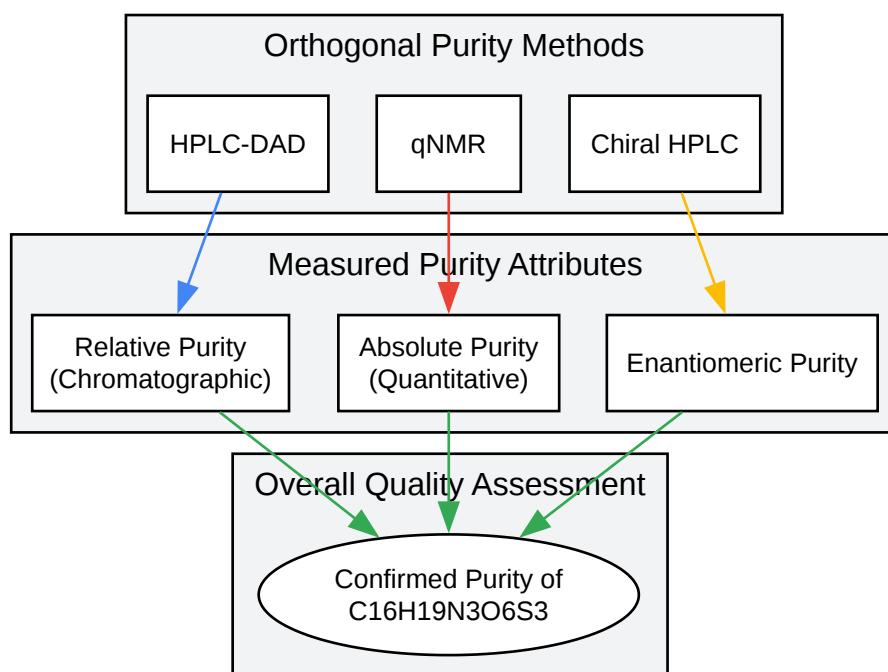 Orthogonal Purity Methods
HPLC-DAD
qNMR
Chiral HPLC
Measured Purity Attributes
Relative Purity
(Chromatographic)
Absolute Purity
(Quantitative)
Enantiomeric Purity
Overall Quality Assessment
Confirmed Purity of
C16H19N3O6S3